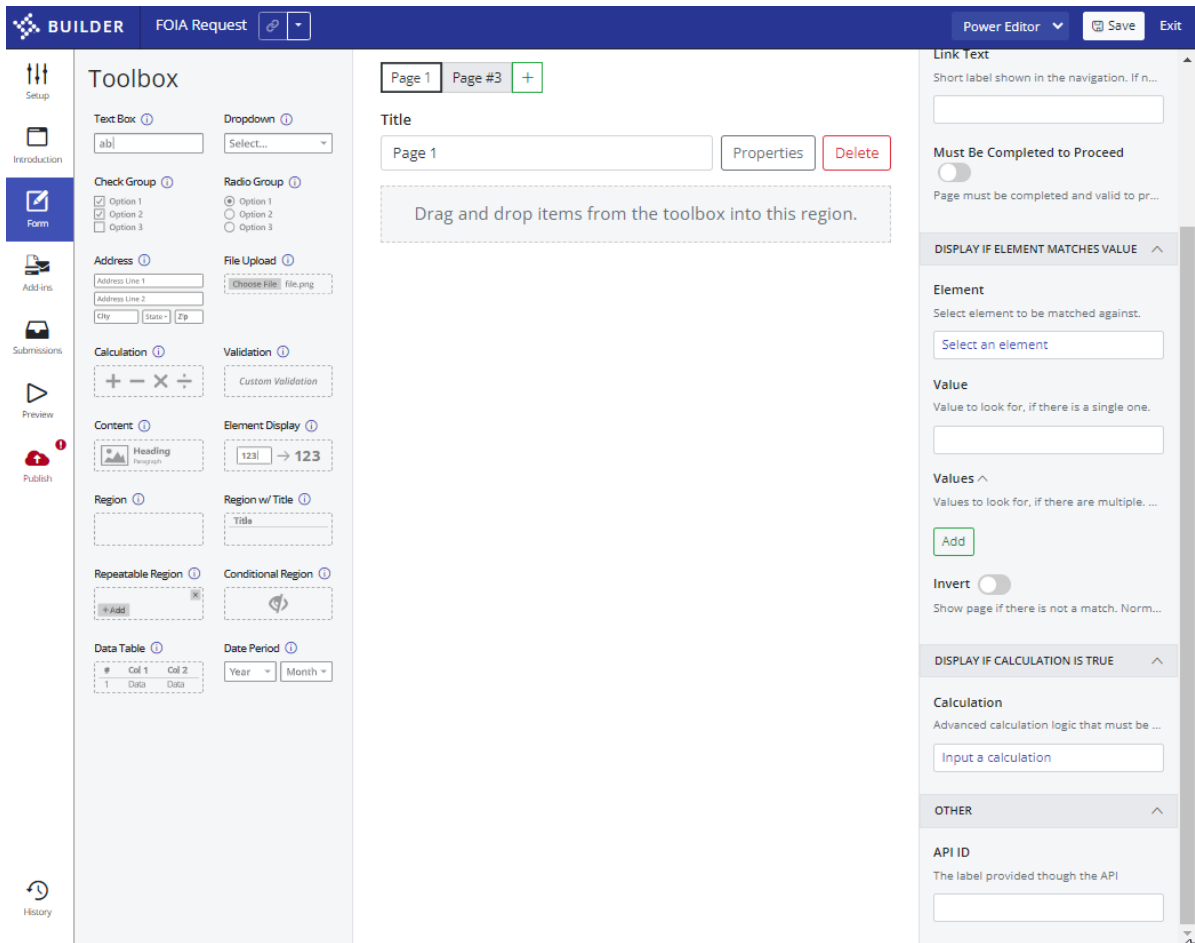 BUILDER
FOIA Request
Power Editor
Save
Exit
Setup
Introduction
Form
Add-ins
Submissions
Preview
Publish
History
Toolbox
Text Box
ab
Dropdown
Select...
Check Group
Option 1
Option 2
Option 3
Radio Group
Option 1
Option 2
Option 3
Address
Address Line 1
Address Line 2
City
State
Zip
File Upload
Choose File file.png
Calculation
Validation
Custom Validation
Content
Heading
Paragraph
Element Display
123 → 123
Region
Region w/ Title
Title
Repeatable Region
+Add
Conditional Region
Data Table
# Col 1 Col 2
1 Data Data
Date Period
Year
Month
Page 1
Page #3
+
Title
Page 1
Properties
Delete
Drag and drop items from the toolbox into this region.
Link Text
Short label shown in the navigation. If n...
Must Be Completed to Proceed
Page must be completed and valid to pr...
DISPLAY IF ELEMENT MATCHES VALUE
Element
Select element to be matched against.
Select an element
Value
Value to look for, if there is a single one.
Values
Values to look for, if there are multiple. ...
Add
Invert
Show page if there is not a match. Norm...
DISPLAY IF CALCULATION IS TRUE
Calculation
Advanced calculation logic that must be ...
Input a calculation
OTHER
API ID
The label provided though the API